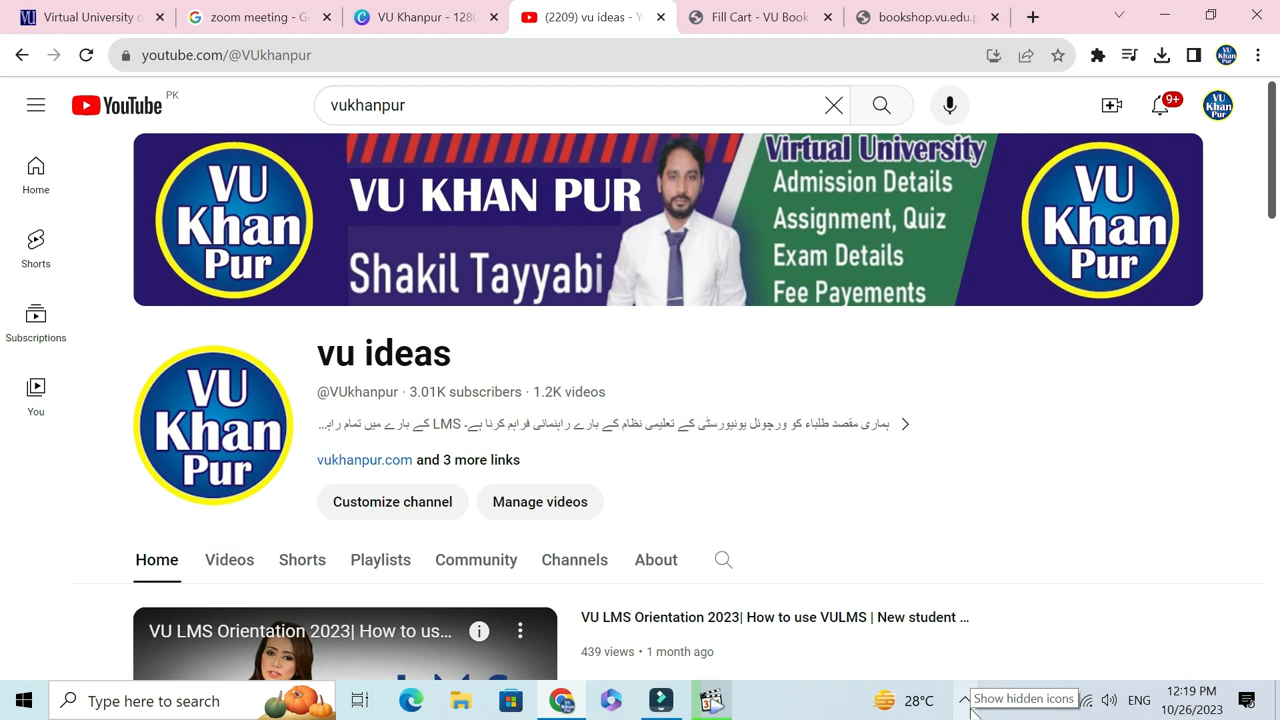 Virtual University o
zoom meeting - G
VU Khanpur - 128
(2209) vu ideas - Y
Fill Cart - VU Book
bookshop.vu.edu.p
youtube.com/@VUkhanpur
YouTube PK
vukhanpur
9+
VU Khan Pur
Home
Shorts
Subscriptions
You
VU
Khan
Pur
VU KHAN PUR
Shakil Tayyabi
Virtual University
Admission Details
Assignment, Quiz
Exam Details
Fee Payements
VU
Khan
Pur
VU
Khan
Pur
vu ideas
@VUkhanpur · 3.01K subscribers · 1.2K videos
ہماری مقصد طلباء کو ورچوئل یونیورسٹی کے تعلیمی نظام کے بارے راہنمائی فراہم کرنا ہے۔ LMS کے بارے میں تمام راہ...
vukhanpur.com and 3 more links
Customize channel
Manage videos
Home Videos Shorts Playlists Community Channels About
VU LMS Orientation 2023| How to us...
VU LMS Orientation 2023| How to use VULMS | New student ...
439 views • 1 month ago
Type here to search
28°C
Show hidden icons
ENG
12:19 PM
10/26/2023